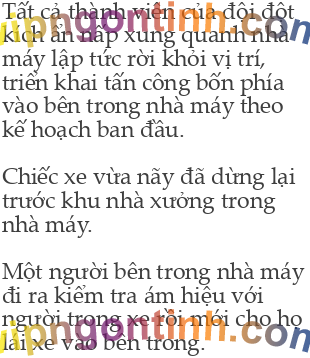 Tất cả thành viên của đội đột
kích ẩn nấp xung quanh nhà
máy lập tức rời khỏi vị trí,
triển khai tấn công bốn phía
vào bên trong nhà máy theo
kế hoạch ban đầu.
Chiếc xe vừa nãy đã dừng lại
trước khu nhà xưởng trong
nhà máy.
Một người bên trong nhà máy
đi ra kiểm tra ám hiệu với
người trong xe rồi mới cho họ
lái xe vào bên trong.